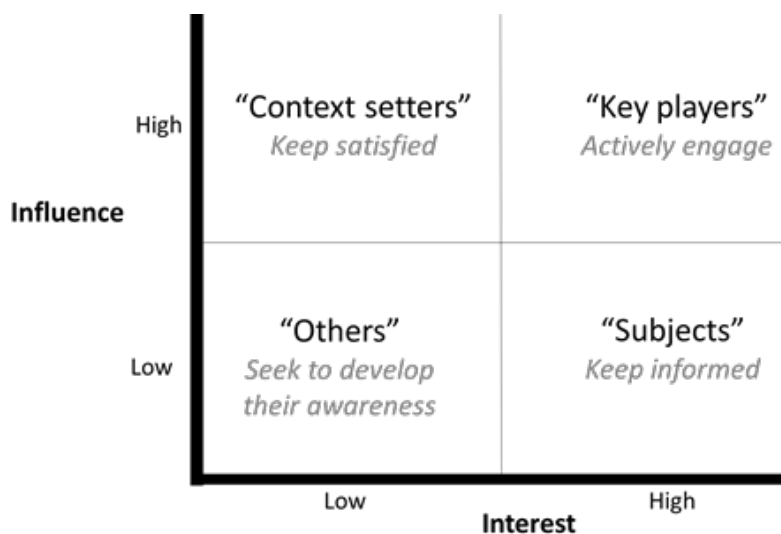 “Context setters”
Keep satisfied
“Key players”
Actively engage
High
Influence
“Others”
Seek to develop
their awareness
“Subjects”
Keep informed
Low
Low
High
Interest